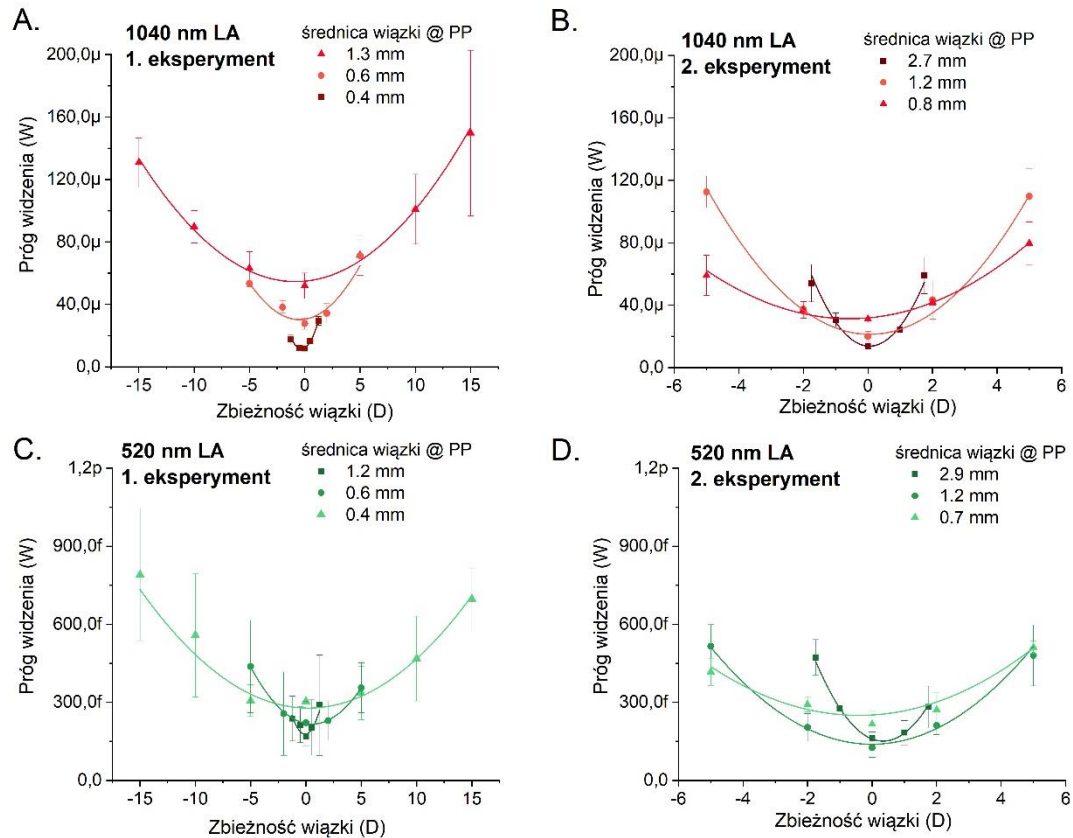 A.
1040 nm LA
1. eksperyment
średnica wiązki @ PP
1.3 mm
0.6 mm
0.4 mm
200,0µ
160,0µ
120,0µ
80,0µ
40,0µ
0,0
Próg widzenia (W)
-15 -10 -5 0 5 10 15
Zbieżność wiązki (D)
B.
1040 nm LA
2. eksperyment
średnica wiązki @ PP
2.7 mm
1.2 mm
0.8 mm
200,0µ
160,0µ
120,0µ
80,0µ
40,0µ
0,0
Próg widzenia (W)
-6 -4 -2 0 2 4 6
Zbieżność wiązki (D)
C.
520 nm LA
1. eksperyment
średnica wiązki @ PP
1.2 mm
0.6 mm
0.4 mm
1,2p
900,0f
600,0f
300,0f
0,0
Próg widzenia (W)
-15 -10 -5 0 5 10 15
Zbieżność wiązki (D)
D.
520 nm LA
2. eksperyment
średnica wiązki @ PP
2.9 mm
1.2 mm
0.7 mm
1,2p
900,0f
600,0f
300,0f
0,0
Próg widzenia (W)
-6 -4 -2 0 2 4 6
Zbieżność wiązki (D)